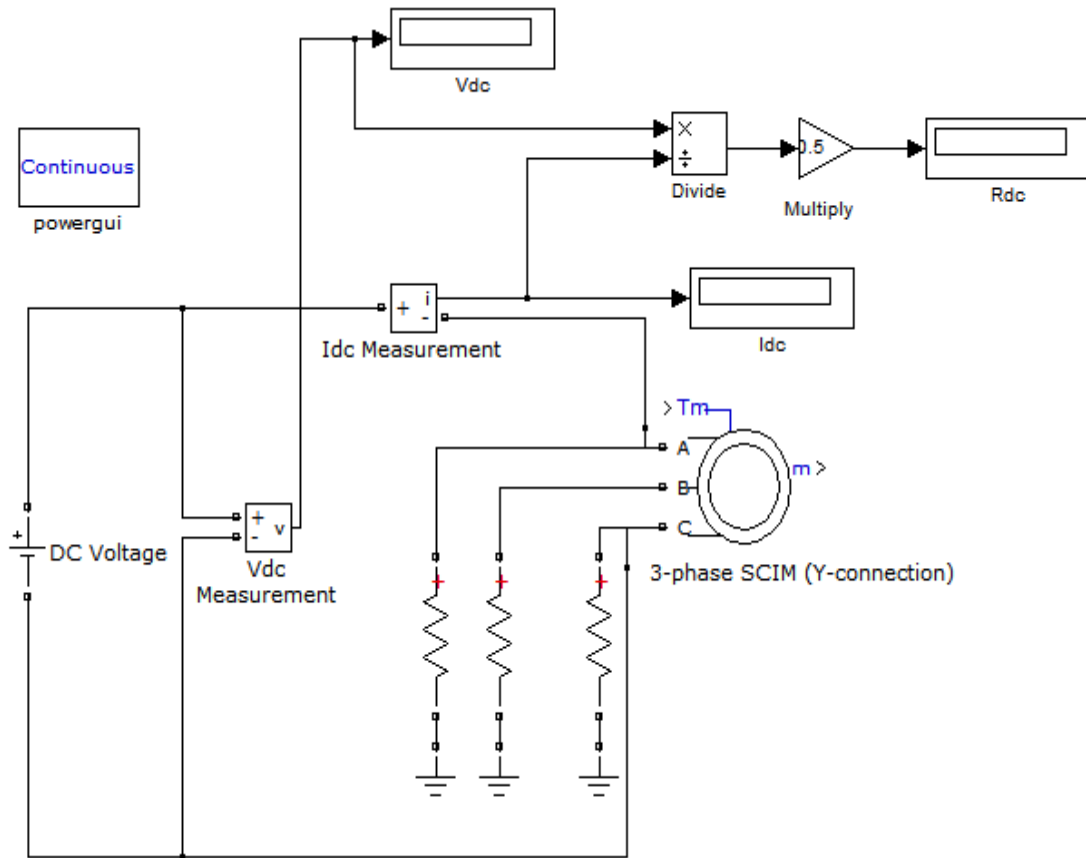 Vdc
Continuous
powergui
×
÷
Divide
0.5
Multiply
Rdc
+
i
-
Idc Measurement
Idc
Tm
A
B
C
m
3-phase SCIM (Y-connection)
+
DC Voltage
+
-
v
Vdc
Measurement
+
+
+